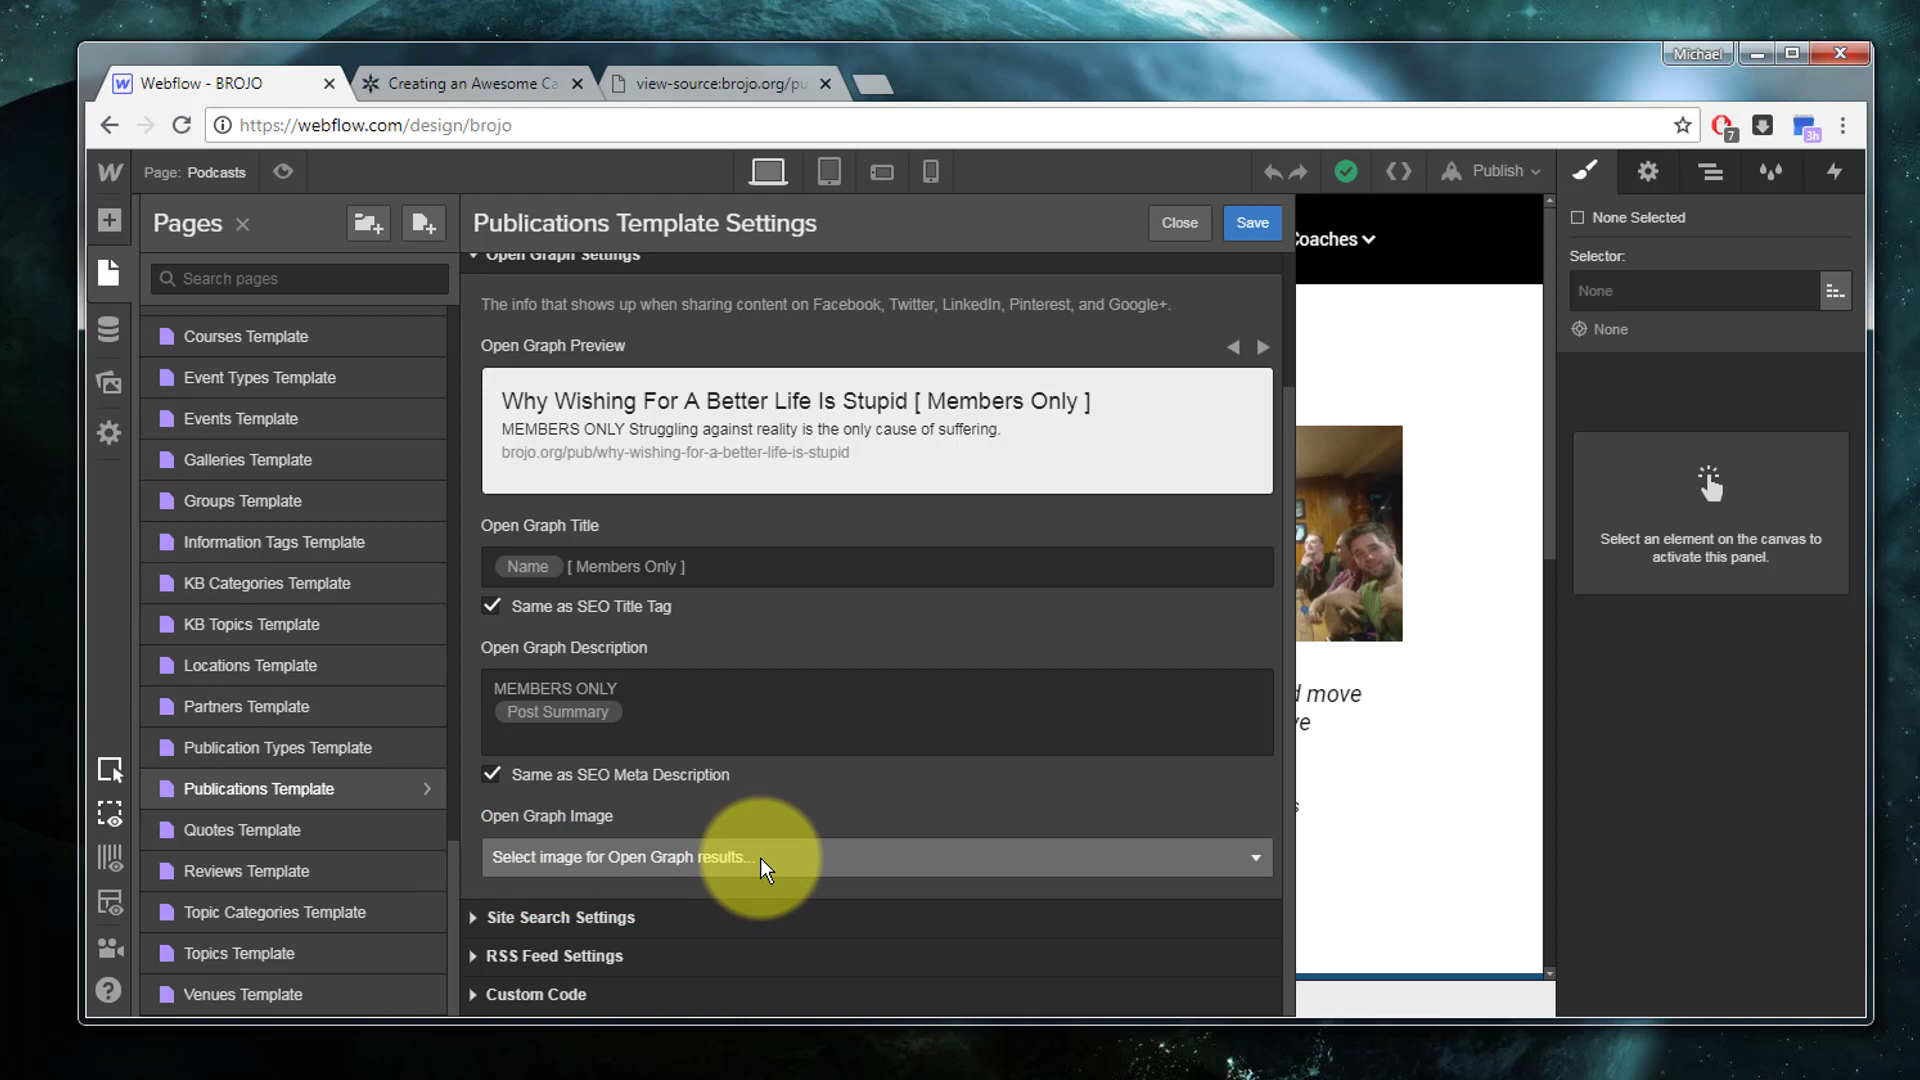 Michael
Webflow - BROJO
Creating an Awesome Ca
view-source:brojo.org/pu
https://webflow.com/design/brojo
7
3h
Page: Podcasts
Publish
Pages
Publications Template Settings
Close
Save
Coaches
None Selected
Selector:
None
None
Search pages
Open Graph Settings
The info that shows up when sharing content on Facebook, Twitter, LinkedIn, Pinterest, and Google+.
Open Graph Preview
Why Wishing For A Better Life Is Stupid [ Members Only ]
MEMBERS ONLY Struggling against reality is the only cause of suffering.
brojo.org/pub/why-wishing-for-a-better-life-is-stupid
Open Graph Title
Name [ Members Only ]
Same as SEO Title Tag
Open Graph Description
MEMBERS ONLY
Post Summary
Same as SEO Meta Description
Open Graph Image
Select image for Open Graph results...
Site Search Settings
RSS Feed Settings
Custom Code
Courses Template
Event Types Template
Events Template
Galleries Template
Groups Template
Information Tags Template
KB Categories Template
KB Topics Template
Locations Template
Partners Template
Publication Types Template
Publications Template
Quotes Template
Reviews Template
Topic Categories Template
Topics Template
Venues Template
Select an element on the canvas to
activate this panel.
move